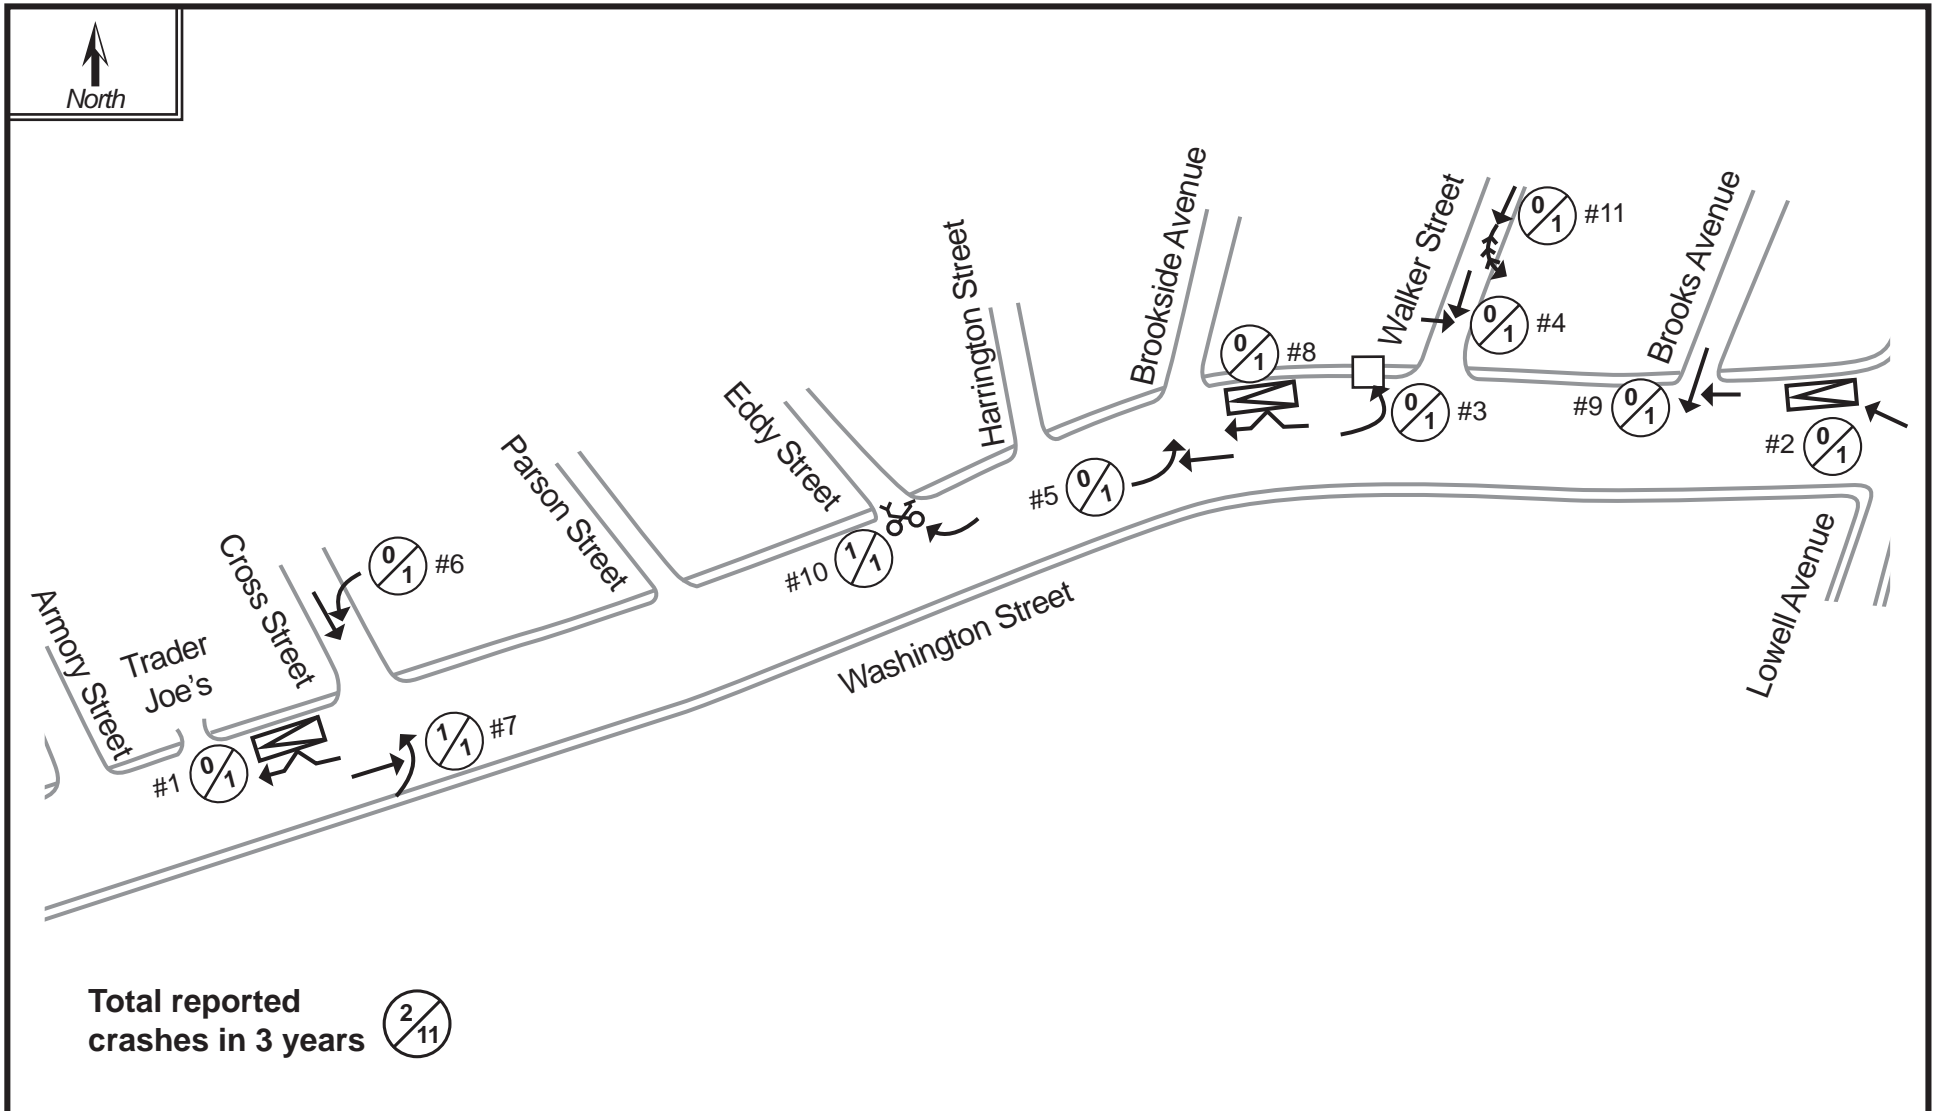 North
Armory Street
Trader
Joe's
Cross Street
Parson Street
Eddy Street
Harrington Street
Brookside Avenue
Walker Street
Brooks Avenue
Lowell Avenue
Washington Street
#1 0/1
#6 0/1
#7 1/1
#10 1/1
#5 0/1
#8 0/1
#3 0/1
#4 0/1
#11 0/1
#9 0/1
#2 0/1
Total reported
crashes in 3 years 2/11